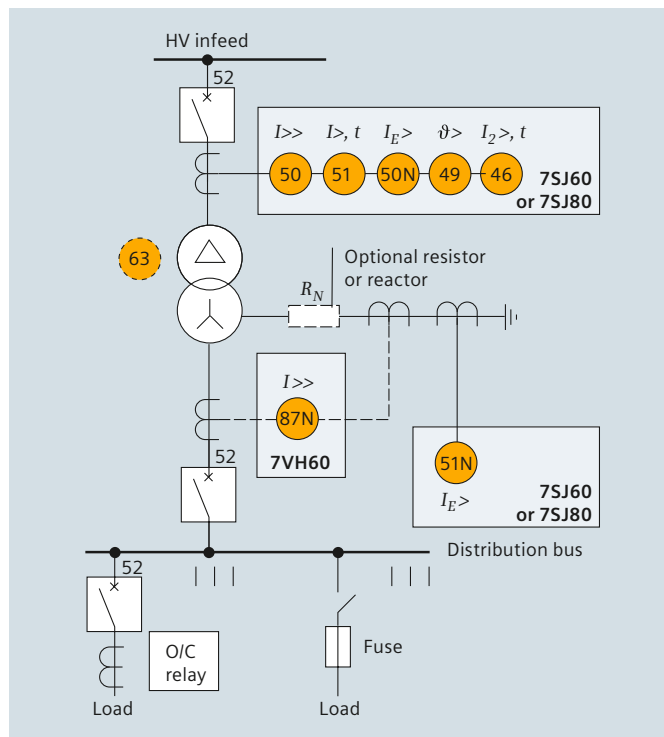 HV infeed
52
I>> I>, t I_E> ϑ> I_2>, t
50 51 50N 49 46
7SJ60
or 7SJ80
63
Optional resistor
or reactor
R_N
I>>
87N
7VH60
52
51N
I_E>
7SJ60
or 7SJ80
Distribution bus
52
O/C
relay
Fuse
Load
Load